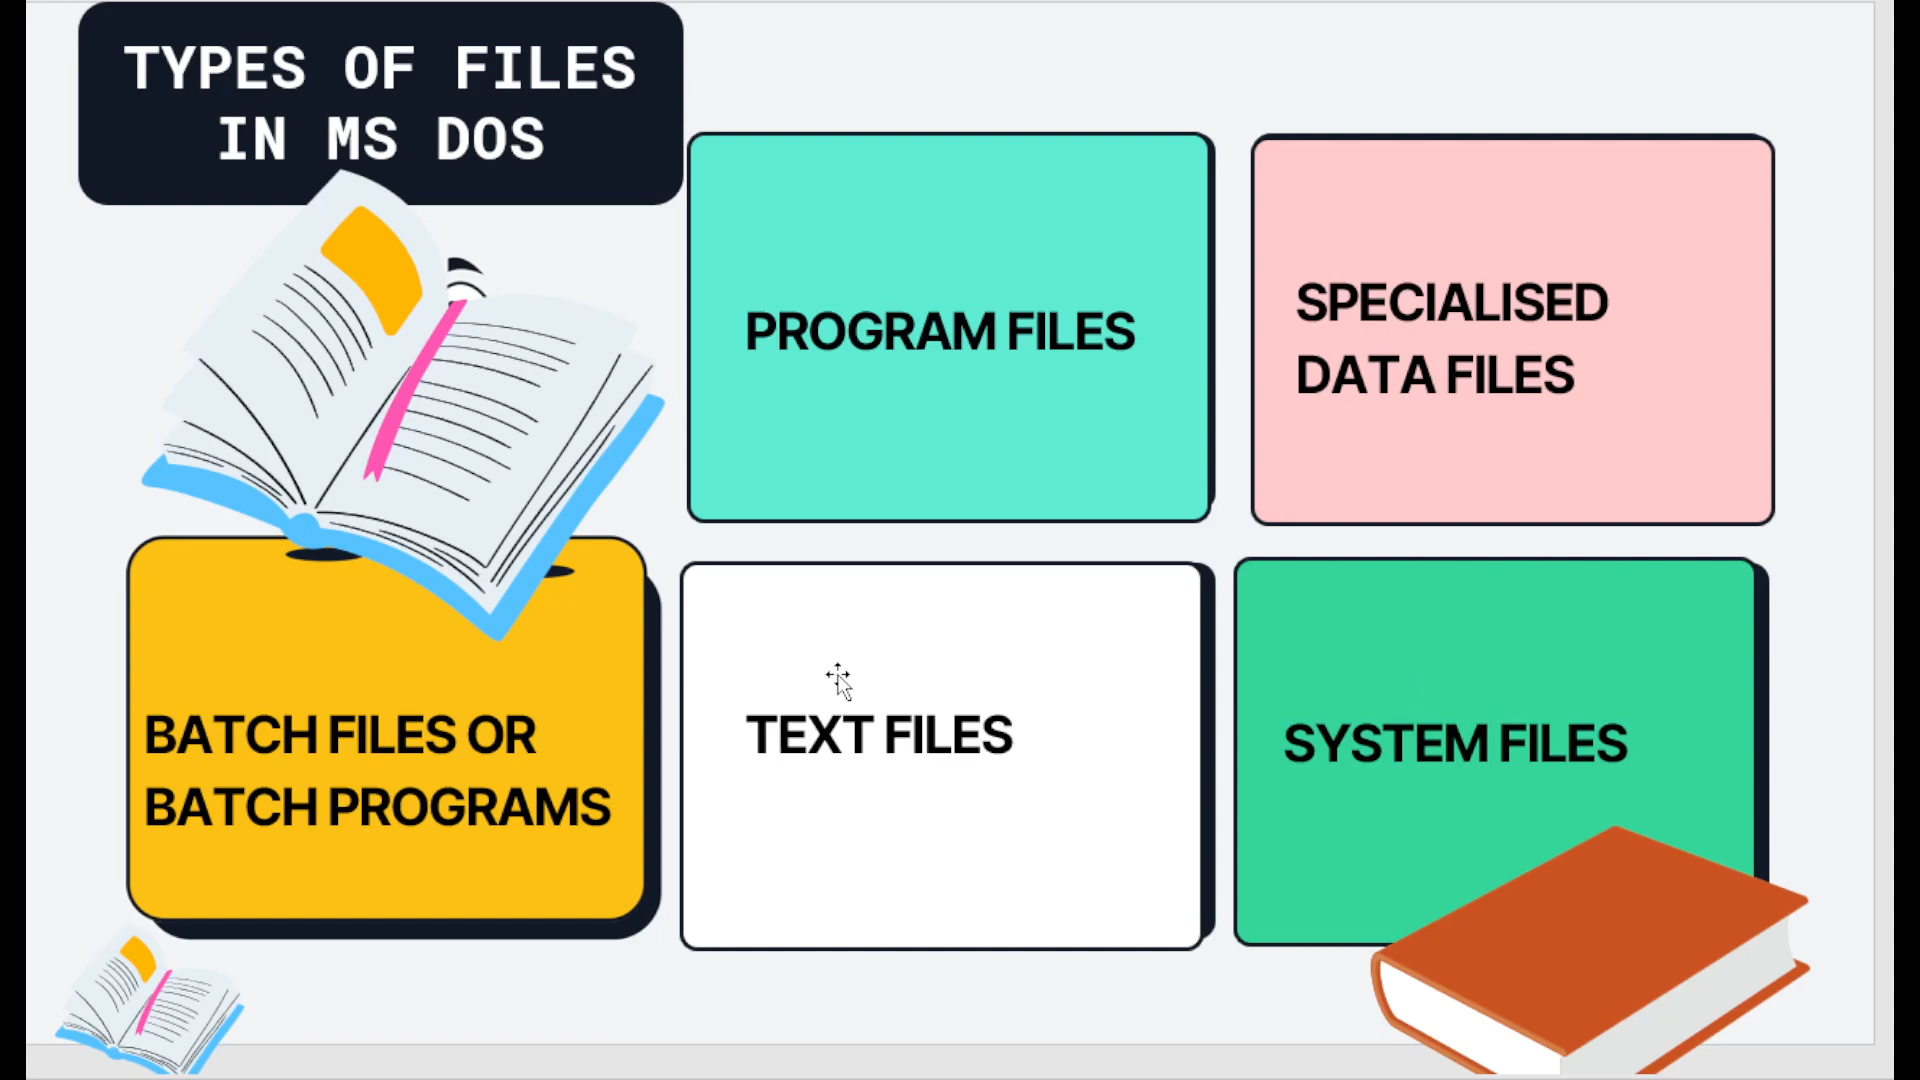 TYPES OF FILES
IN MS DOS
PROGRAM FILES
SPECIALISED
DATA FILES
BATCH FILES OR
BATCH PROGRAMS
TEXT FILES
SYSTEM FILES